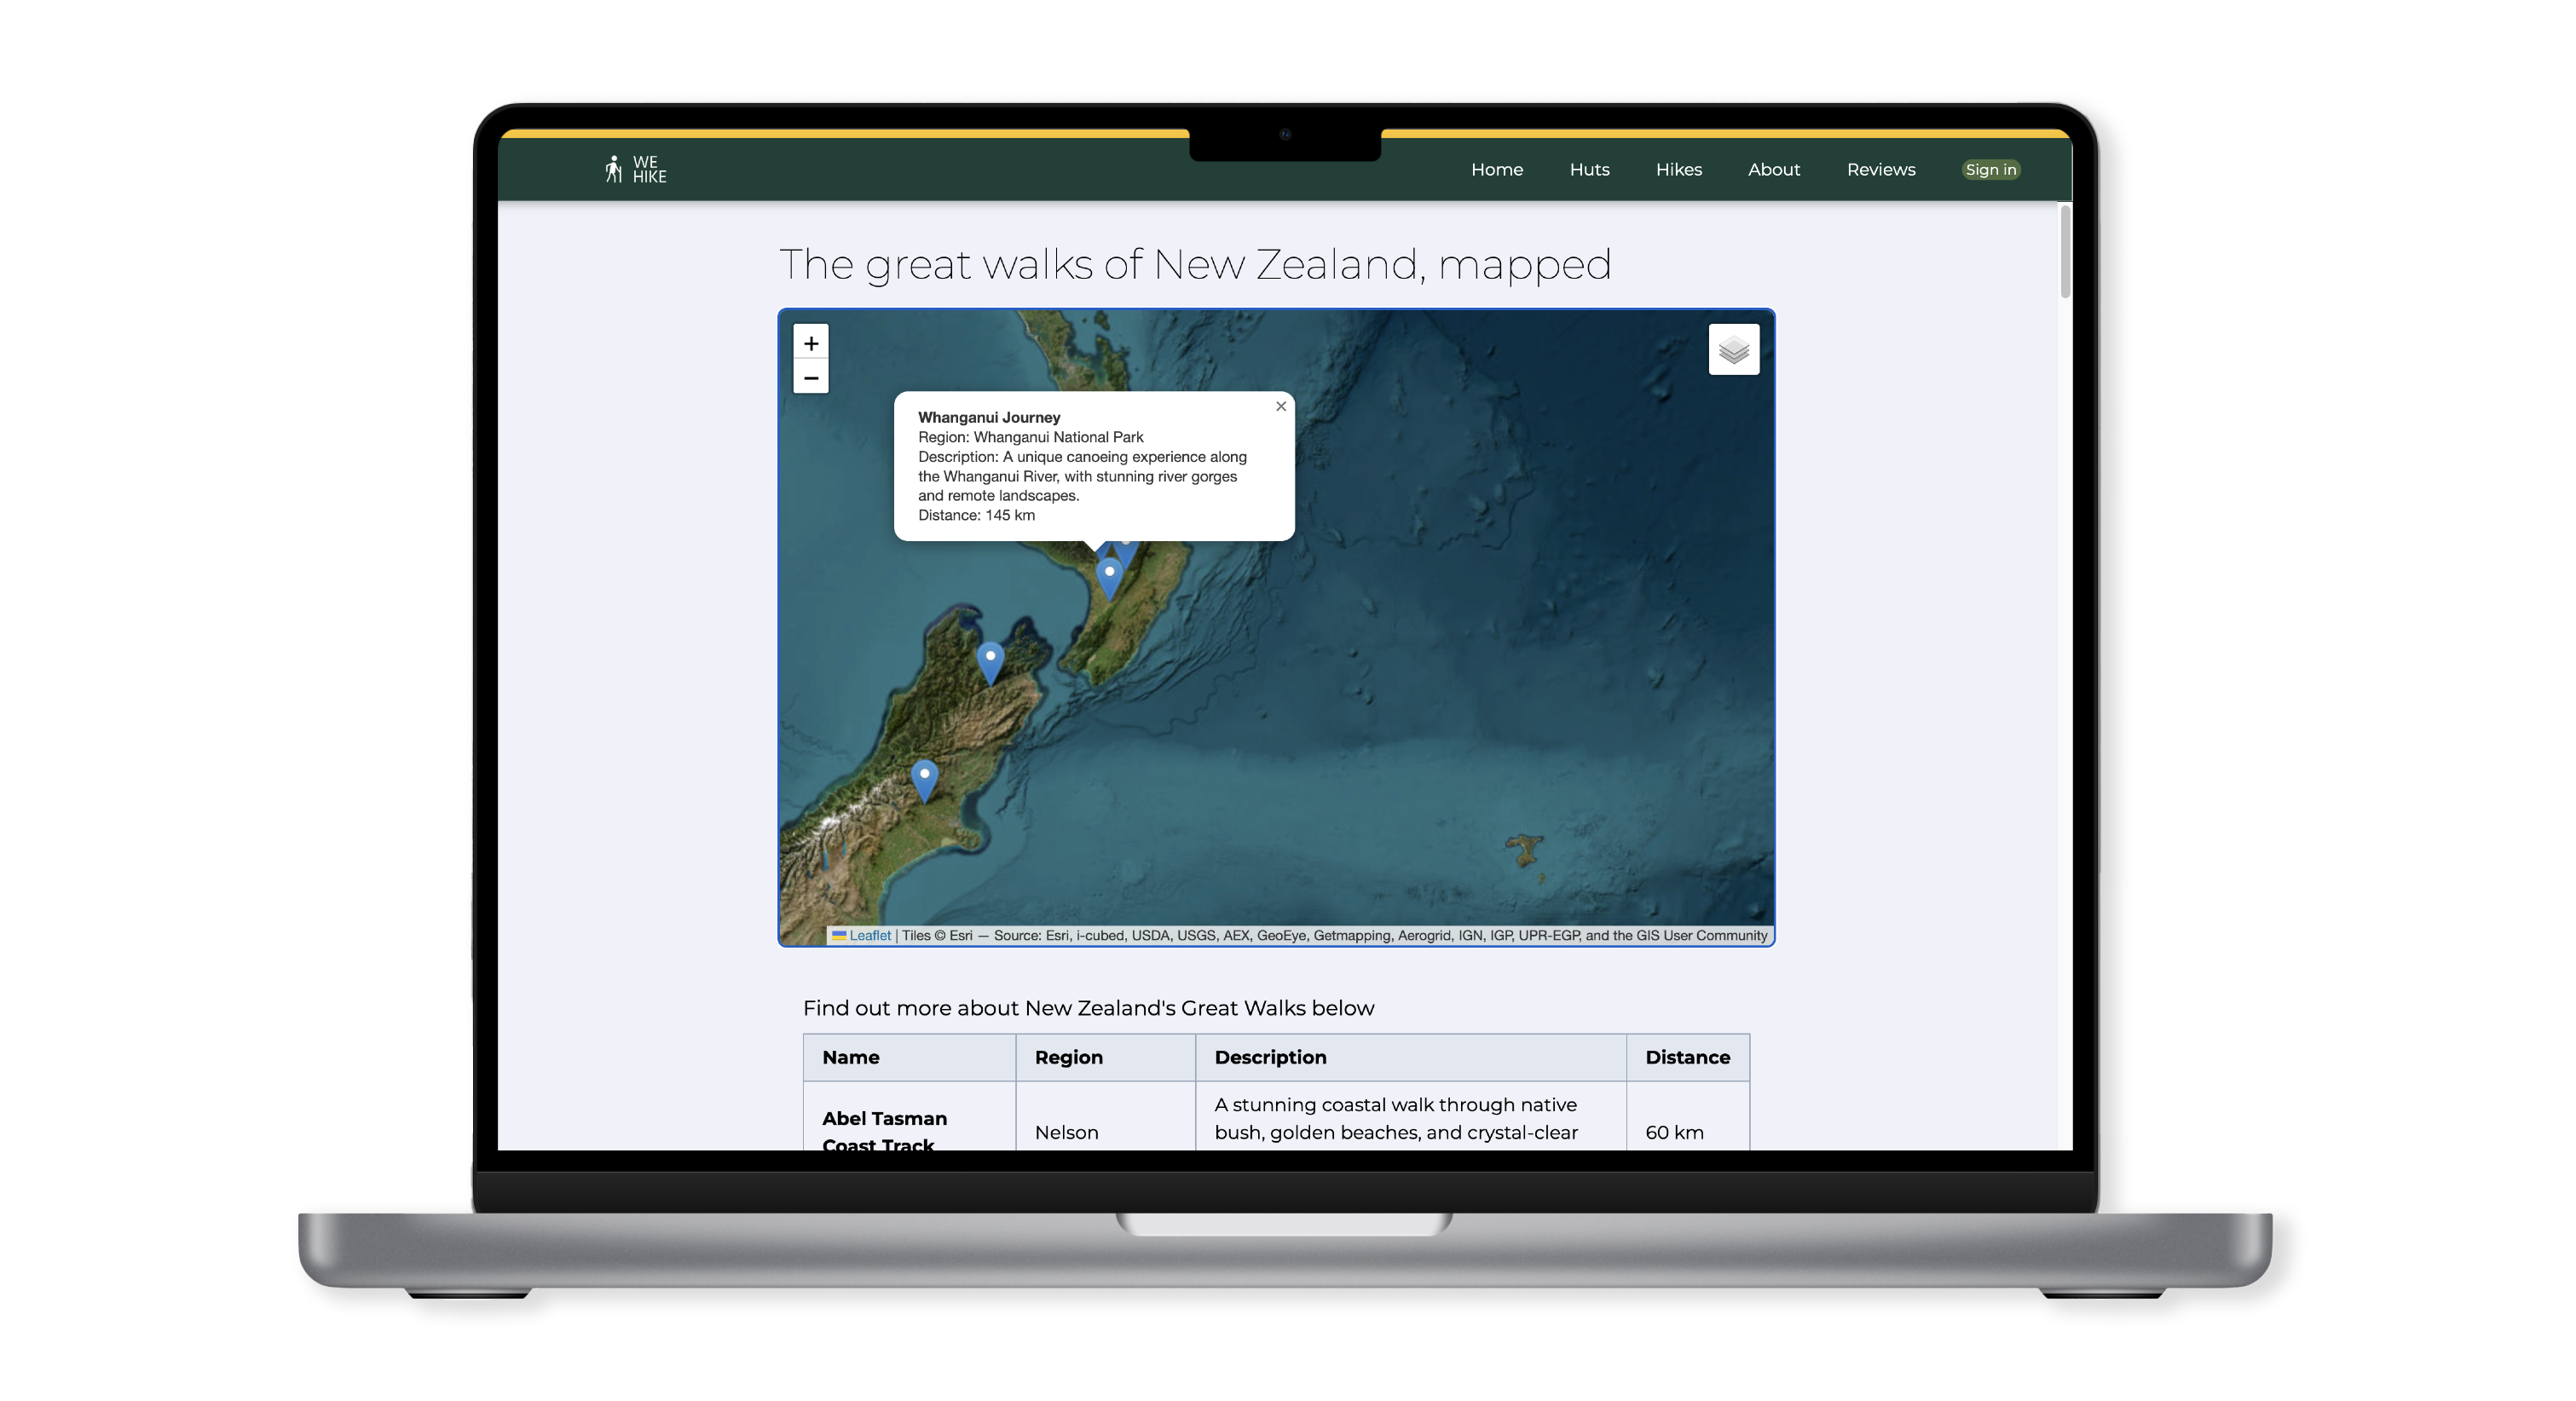 WE
HIKE
Home
Huts
Hikes
About
Reviews
Sign in
The great walks of New Zealand, mapped
+
−
Whanganui Journey
×
Region: Whanganui National Park
Description: A unique canoeing experience along
the Whanganui River, with stunning river gorges
and remote landscapes.
Distance: 145 km
Leaflet | Tiles © Esri — Source: Esri, i-cubed, USDA, USGS, AEX, GeoEye, Getmapping, Aerogrid, IGN, IGP, UPR-EGP, and the GIS User Community
Find out more about New Zealand's Great Walks below
Name
Region
Description
Distance
Abel Tasman
Coast Track
Nelson
A stunning coastal walk through native
bush, golden beaches, and crystal-clear
60 km